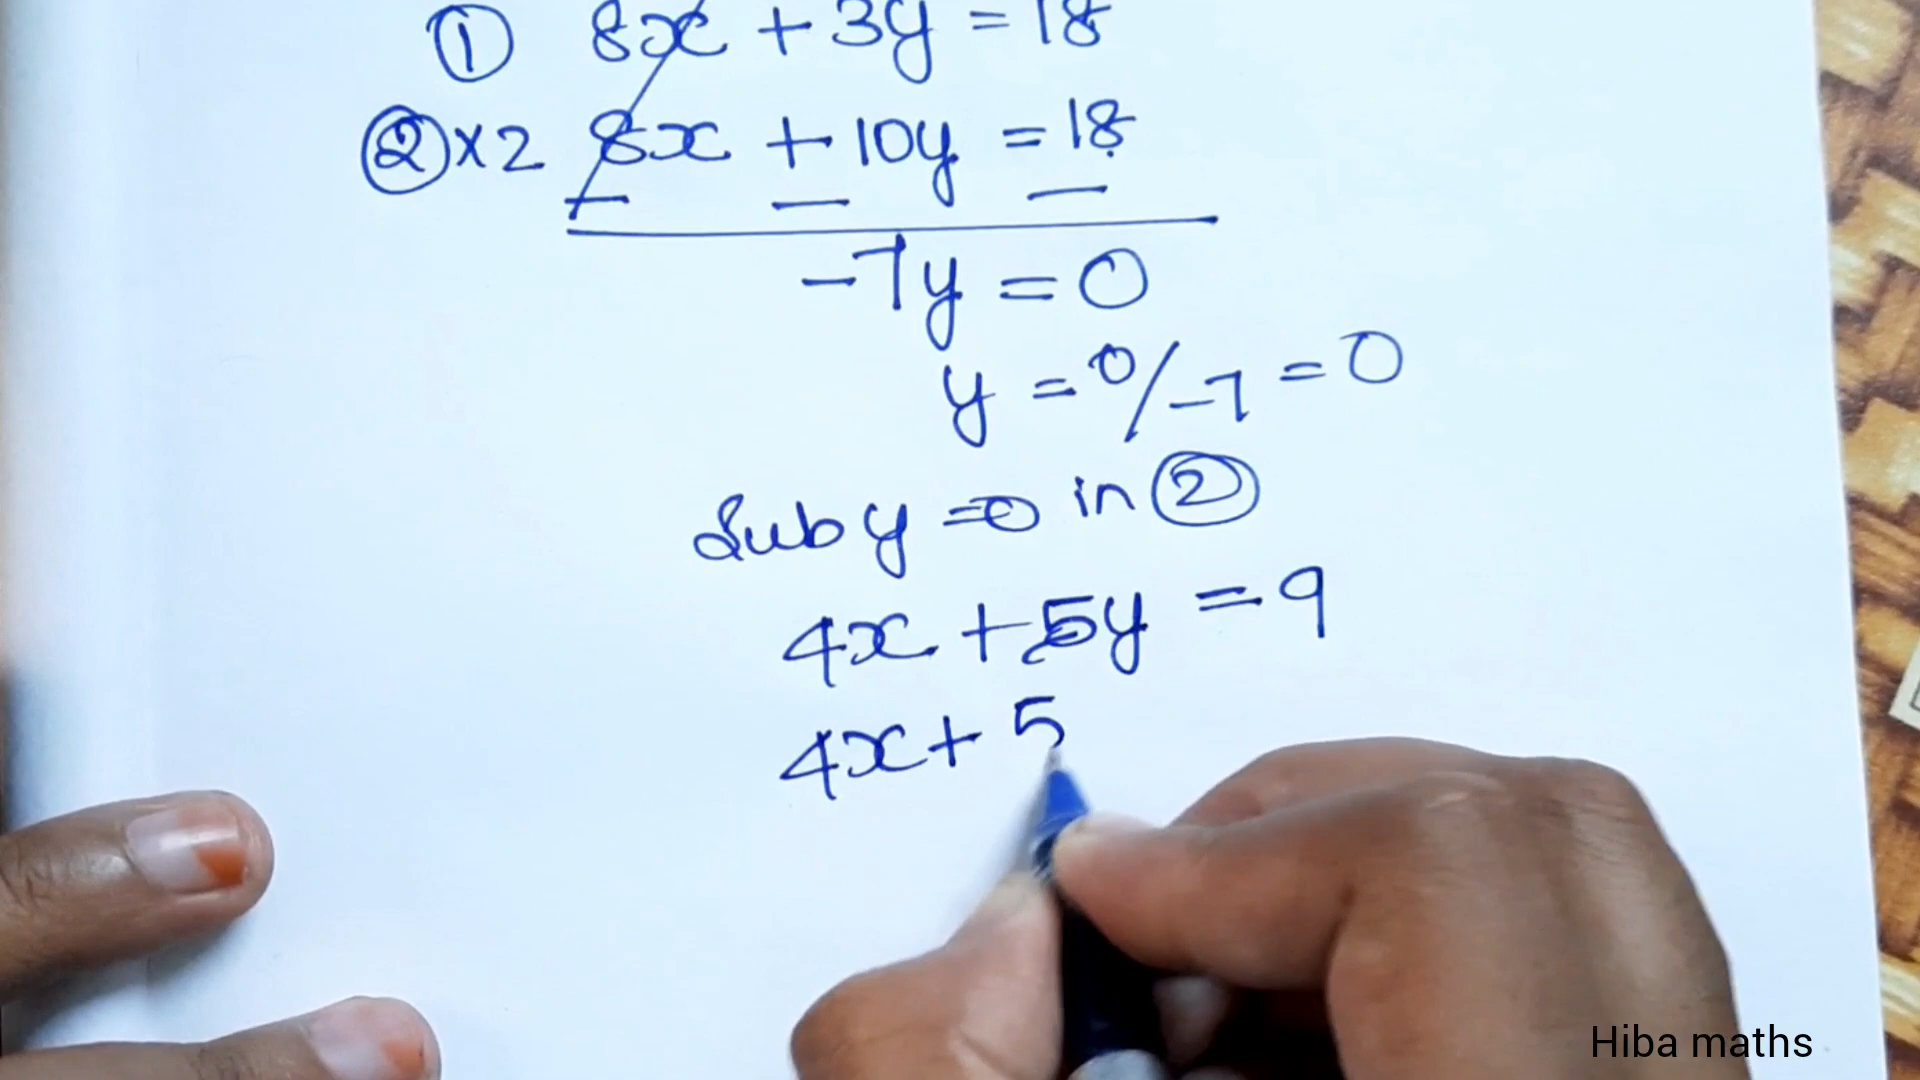 ① 8x + 3y = 18
②×2 8x + 10y = 18
− − −
-7y = 0
y = 0/-7 = 0
Sub y = 0 in ②
4x + 5y = 9
4x + 5
Hiba maths